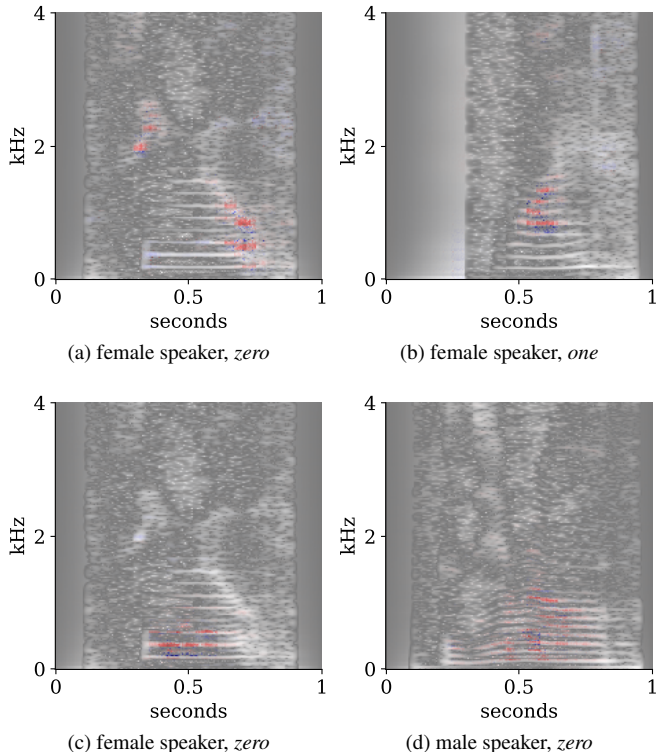 4
2
0
kHz
0
0.5
1
seconds
(a) female speaker, zero
4
2
0
kHz
0
0.5
1
seconds
(b) female speaker, one
4
2
0
kHz
0
0.5
1
seconds
(c) female speaker, zero
4
2
0
kHz
0
0.5
1
seconds
(d) male speaker, zero